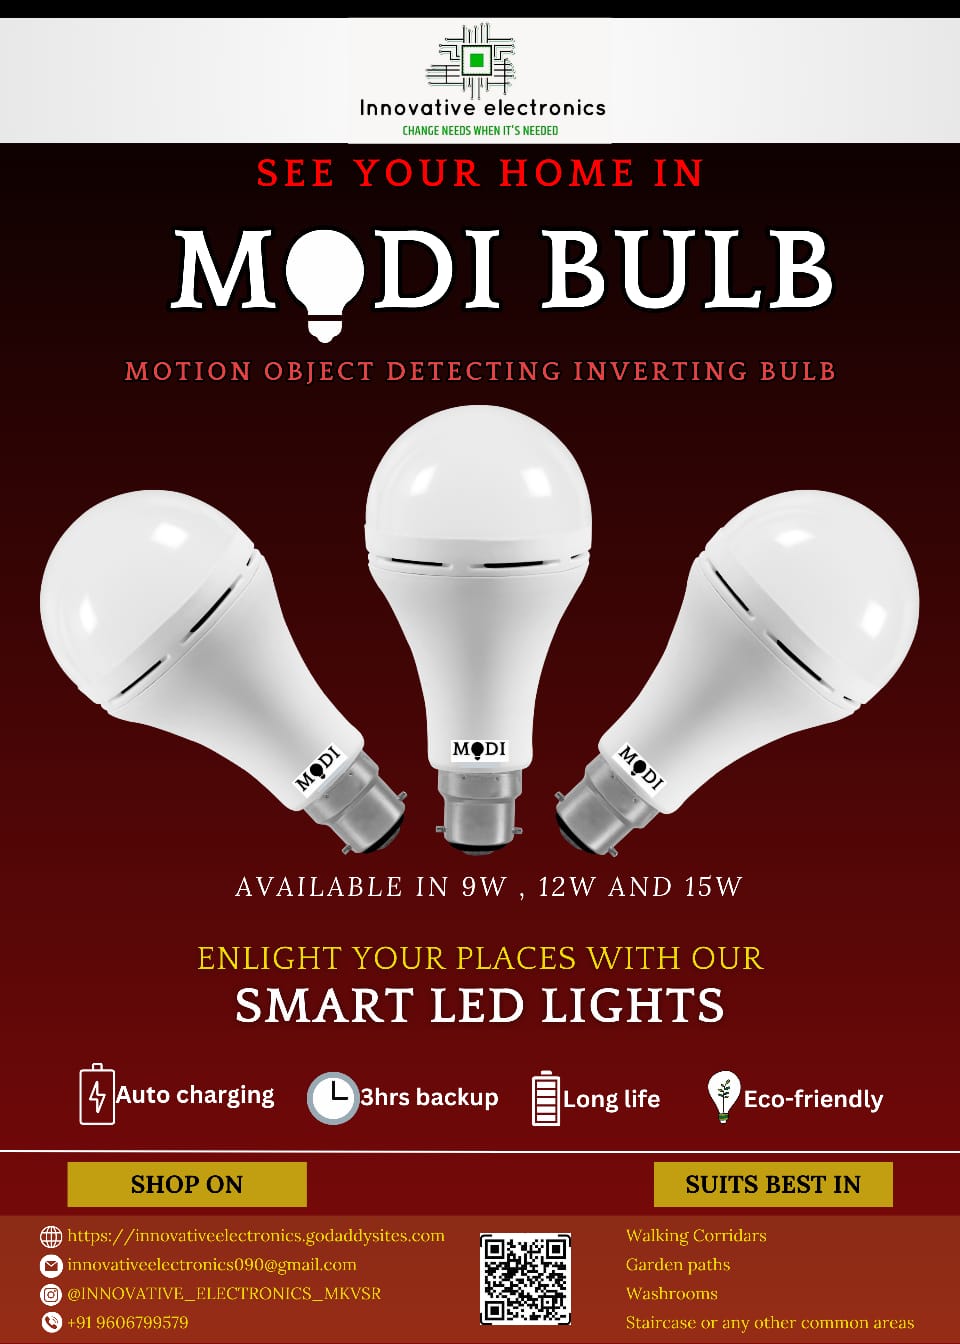 Innovative electronics
CHANGE NEEDS WHEN IT'S NEEDED
SEE YOUR HOME IN
MODI BULB
MOTION OBJECT DETECTING INVERTING BULB
MODI
MODI
MODI
AVAILABLE IN 9W , 12W AND 15W
ENLIGHT YOUR PLACES WITH OUR
SMART LED LIGHTS
Auto charging
3hrs backup
Long life
Eco-friendly
SHOP ON
https://innovativeelectronics.godaddysites.com
innovativeelectronics090@gmail.com
@INNOVATIVE_ELECTRONICS_MKVSR
+91 9606799579
SUITS BEST IN
Walking Corridars
Garden paths
Washrooms
Staircase or any other common areas